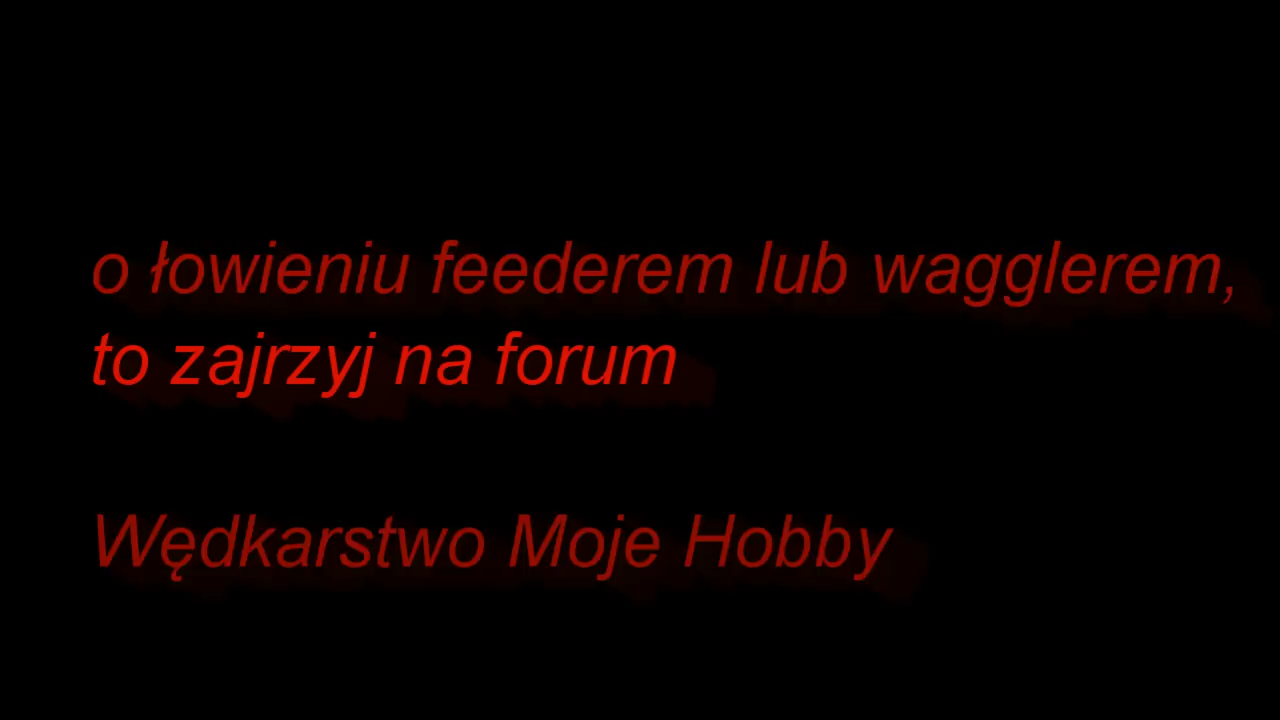 o łowieniu feederem lub wagglerem,
to zajrzyj na forum
Wędkarstwo Moje Hobby